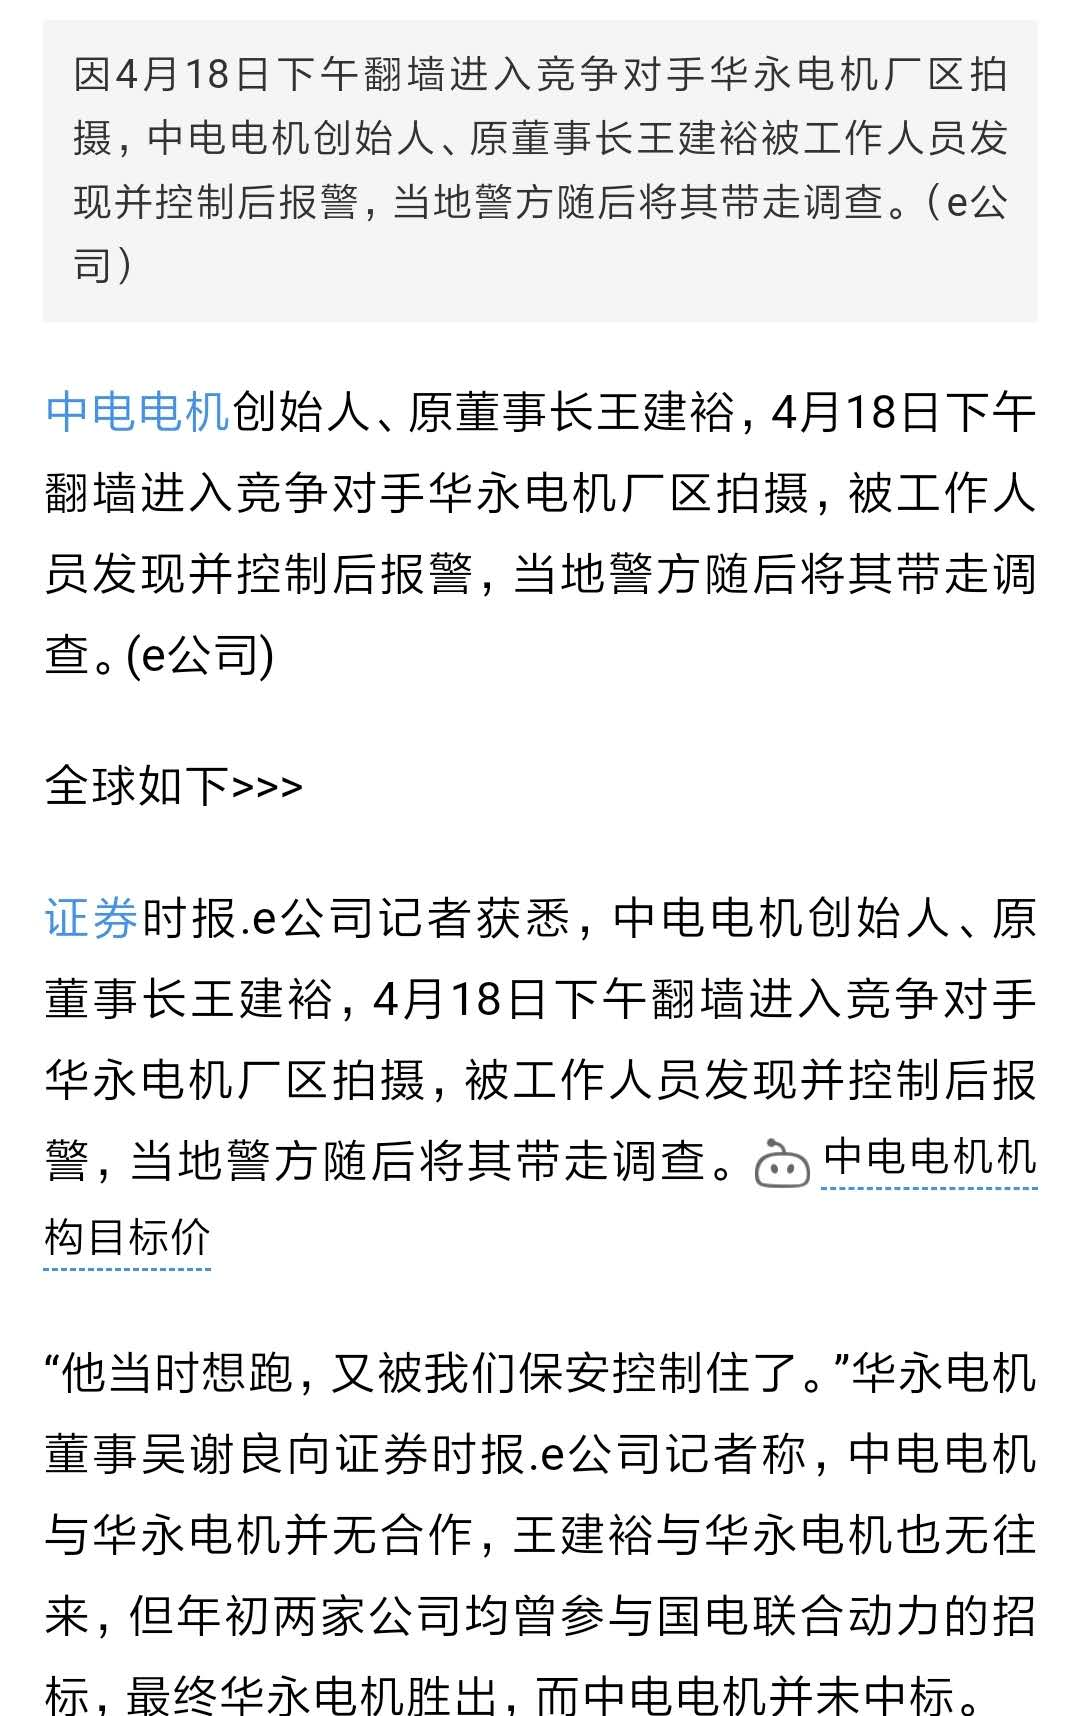 因4月18日下午翻墙进入竞争对手华永电机厂区拍
摄，中电电机创始人、原董事长王建裕被工作人员发
现并控制后报警，当地警方随后将其带走调查。（e公
司）
中电电机创始人、原董事长王建裕，4月18日下午
翻墙进入竞争对手华永电机厂区拍摄，被工作人
员发现并控制后报警，当地警方随后将其带走调
查。(e公司)
全球如下>>>
证券时报.e公司记者获悉，中电电机创始人、原
董事长王建裕，4月18日下午翻墙进入竞争对手
华永电机厂区拍摄，被工作人员发现并控制后报
警，当地警方随后将其带走调查。中电电机机
构目标价
“他当时想跑，又被我们保安控制住了。”华永电机
董事吴谢良向证券时报.e公司记者称，中电电机
与华永电机并无合作，王建裕与华永电机也无往
来，但年初两家公司均曾参与国电联合动力的招
标，最终华永电机胜出，而中电电机并未中标。